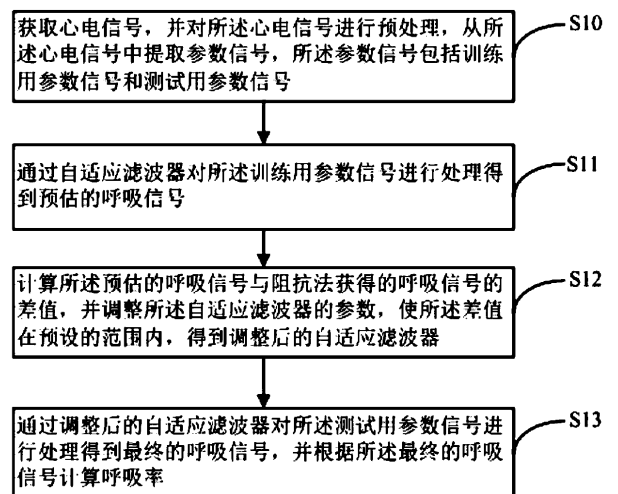 获取心电信号，并对所述心电信号进行预处理，从所
述心电信号中提取参数信号，所述参数信号包括训练
用参数信号和测试用参数信号
S10
通过自适应滤波器对所述训练用参数信号进行处理得
到预估的呼吸信号
S11
计算所述预估的呼吸信号与阻抗法获得的呼吸信号的
差值，并调整所述自适应滤波器的参数，使所述差值
在预设的范围内，得到调整后的自适应滤波器
S12
通过调整后的自适应滤波器对所述测试用参数信号进
行处理得到最终的呼吸信号，并根据所述最终的呼吸
信号计算呼吸率
S13